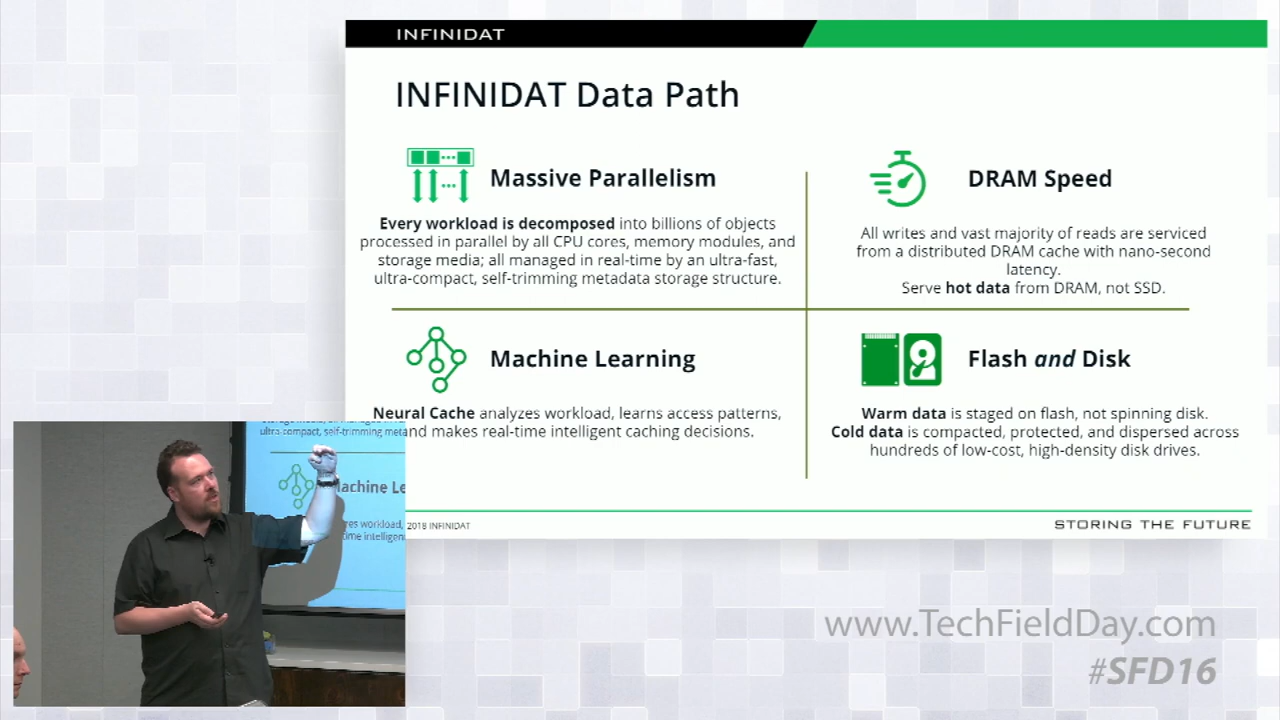 INFINIDAT
INFINIDAT Data Path
Massive Parallelism
Every workload is decomposed into billions of objects
processed in parallel by all CPU cores, memory modules, and
storage media; all managed in real-time by an ultra-fast,
ultra-compact, self-trimming metadata storage structure.
DRAM Speed
All writes and vast majority of reads are serviced
from a distributed DRAM cache with nano-second
latency.
Serve hot data from DRAM, not SSD.
Machine Learning
Neural Cache analyzes workload, learns access patterns,
and makes real-time intelligent caching decisions.
Flash and Disk
Warm data is staged on flash, not spinning disk.
Cold data is compacted, protected, and dispersed across
hundreds of low-cost, high-density disk drives.
2018 INFINIDAT
STORING THE FUTURE
ultra-compact, self-trimming
workload,
www.TechFieldDay.com
#SFD16